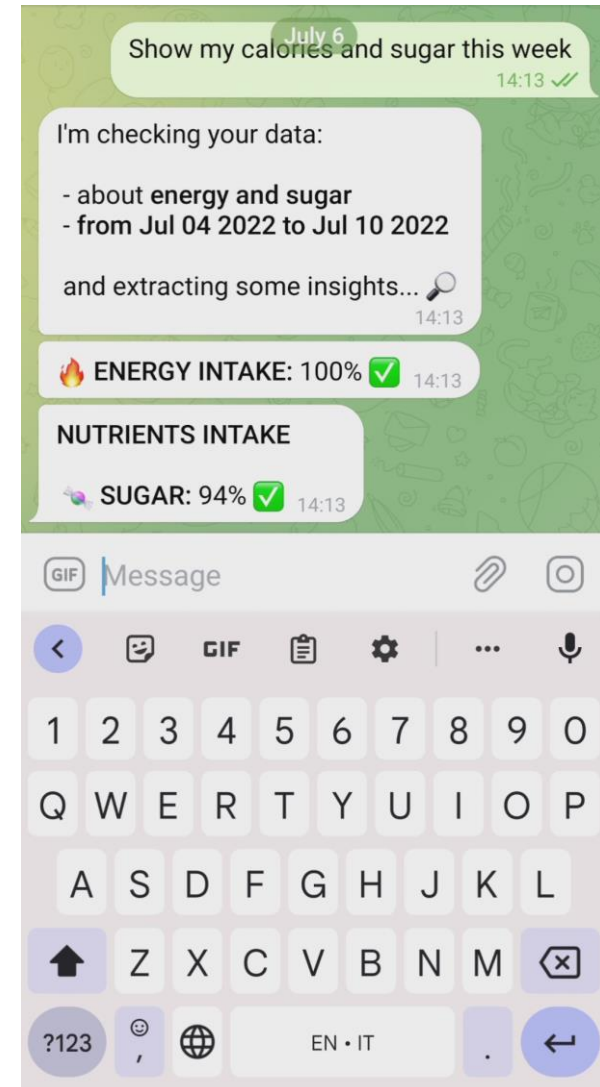 July 6
Show my calories and sugar this week
14:13
I'm checking your data:
- about energy and sugar
- from Jul 04 2022 to Jul 10 2022
and extracting some insights...
14:13
ENERGY INTAKE: 100%
14:13
NUTRIENTS INTAKE
SUGAR: 94%
14:13
GIF Message
GIF
1 2 3 4 5 6 7 8 9 0
Q W E R T Y U I O P
A S D F G H J K L
Z X C V B N M
?123 , EN • IT .